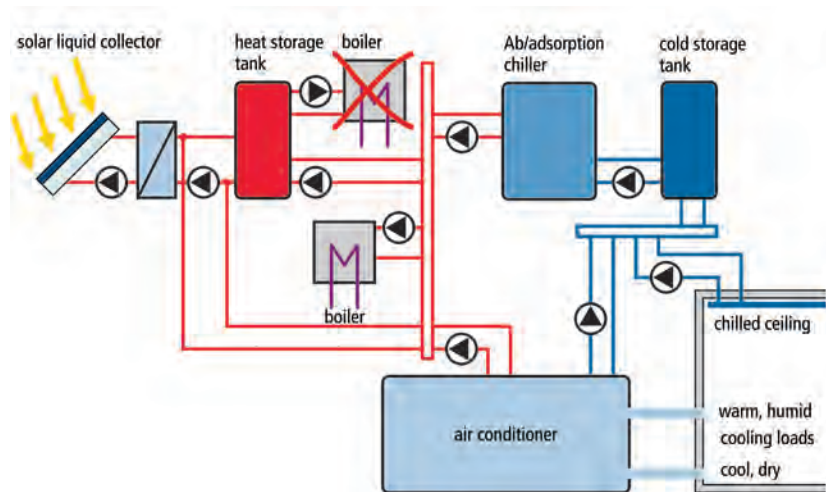 solar liquid collector
heat storage
tank
boiler
Ab/adsorption
chiller
cold storage
tank
boiler
chilled ceiling
air conditioner
warm, humid
cooling loads
cool, dry